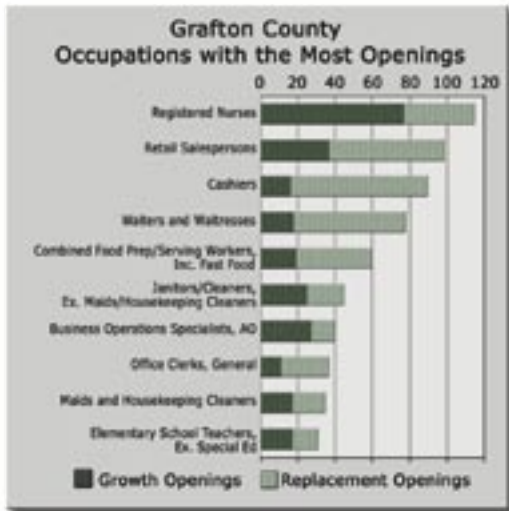 Grafton County
Occupations with the Most Openings
0 20 40 60 80 100 120
Registered Nurses
Retail Salespersons
Cashiers
Waiters and Waitresses
Combined Food Prep/Serving Workers,
Inc. Fast Food
Janitors/Cleaners,
Ex. Maids/Housekeeping Cleaners
Business Operations Specialists, AO
Office Clerks, General
Maids and Housekeeping Cleaners
Elementary School Teachers,
Ex. Special Ed
Growth Openings Replacement Openings